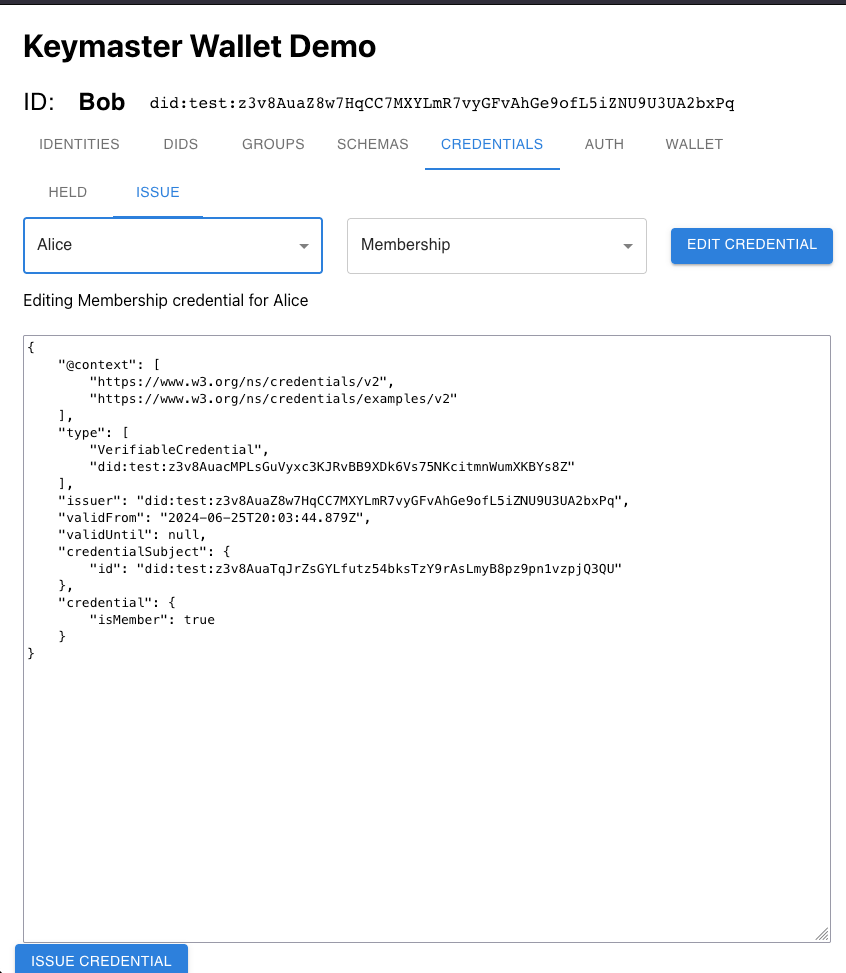 Keymaster Wallet Demo
ID: Bob did:test:z3v8AuaZ8w7HqCC7MXYLmR7vyGFvAhGe9ofL5iZNU9U3UA2bxPq
IDENTITIES DIDS GROUPS SCHEMAS CREDENTIALS AUTH WALLET
HELD ISSUE
Alice Membership EDIT CREDENTIAL
Editing Membership credential for Alice
{
    "@context": [
        "https://www.w3.org/ns/credentials/v2",
        "https://www.w3.org/ns/credentials/examples/v2"
    ],
    "type": [
        "VerifiableCredential",
        "did:test:z3v8AuacMPLsGuVyxc3KJRvBB9XDk6Vs75NKcitmnWumXKBYs8Z"
    ],
    "issuer": "did:test:z3v8AuaZ8w7HqCC7MXYLmR7vyGFvAhGe9ofL5iZNU9U3UA2bxPq",
    "validFrom": "2024-06-25T20:03:44.879Z",
    "validUntil": null,
    "credentialSubject": {
        "id": "did:test:z3v8AuaTqJrZsGYLfutz54bksTzY9rAsLmyB8pz9pn1vzpjQ3QU"
    },
    "credential": {
        "isMember": true
    }
}
ISSUE CREDENTIAL